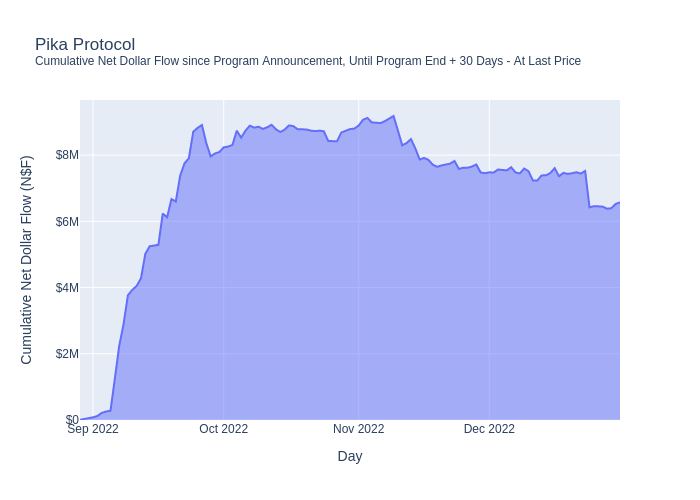 Pika Protocol
Cumulative Net Dollar Flow since Program Announcement, Until Program End + 30 Days - At Last Price
Cumulative Net Dollar Flow (N$F)
$8M
$6M
$4M
$2M
$0
Sep 2022 Oct 2022 Nov 2022 Dec 2022
Day